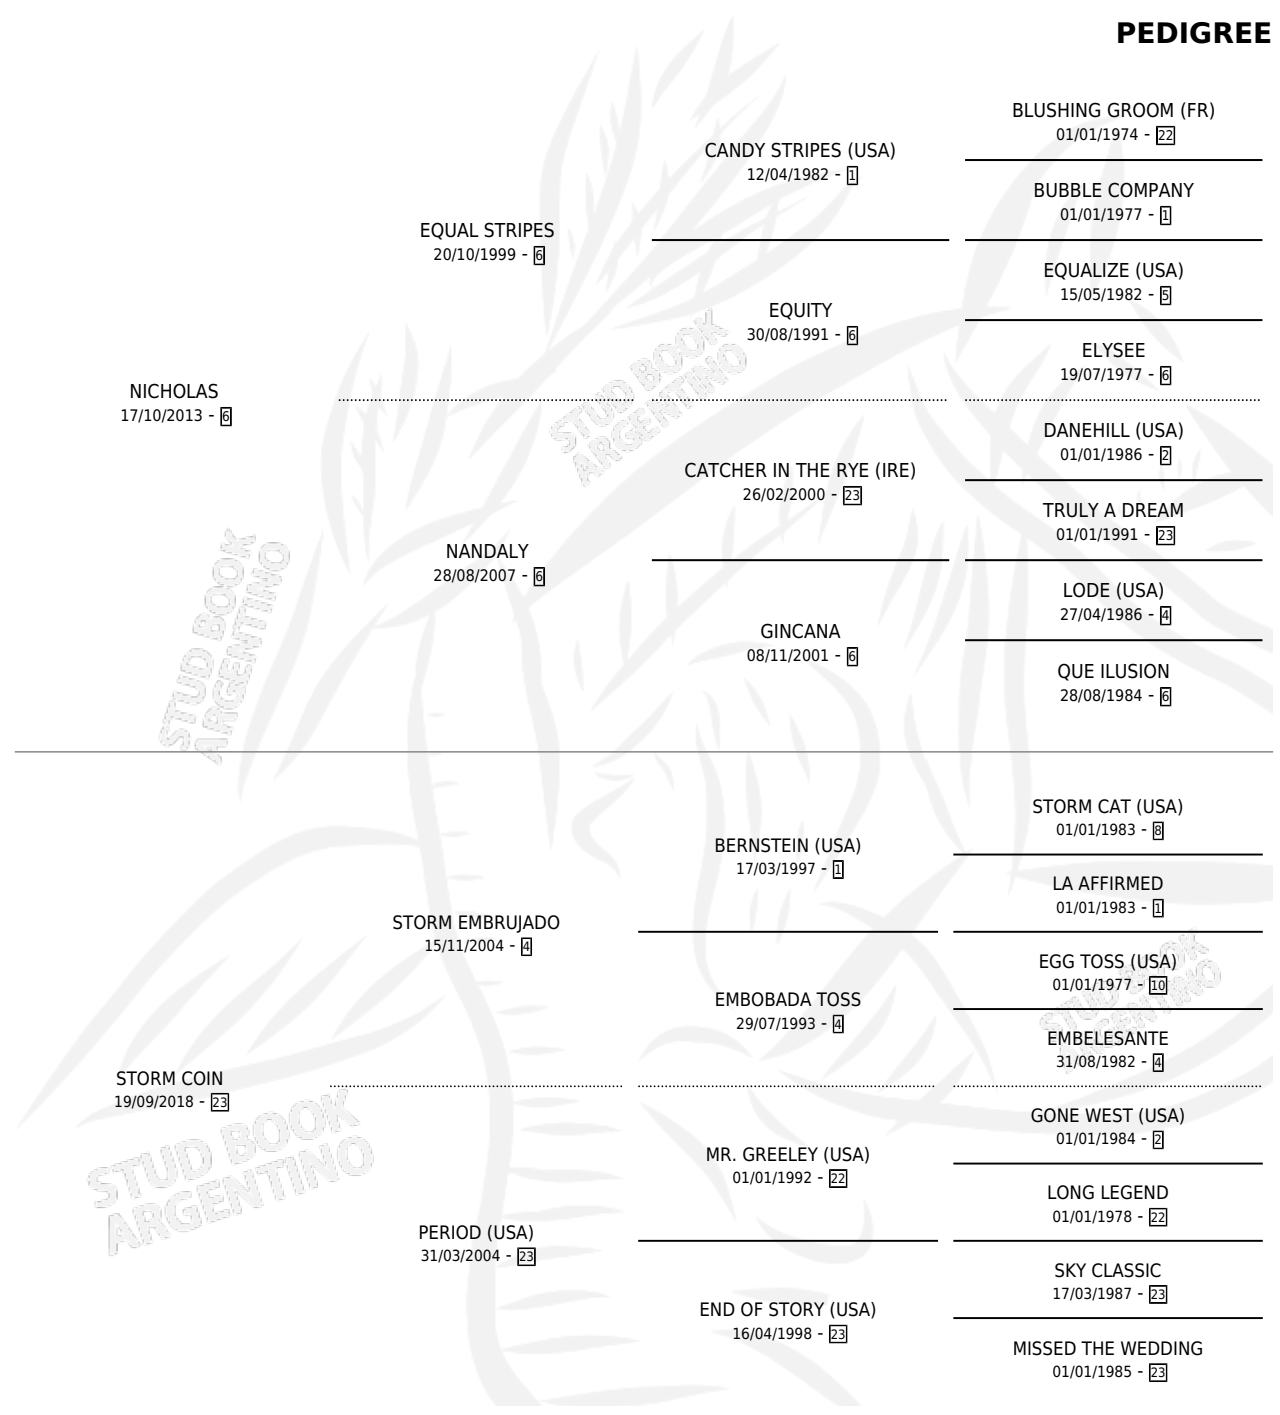 PEDIGREE
BLUSHING GROOM (FR)
01/01/1974 - 22
CANDY STRIPES (USA)
12/04/1982 - 1
BUBBLE COMPANY
01/01/1977 - 1
EQUAL STRIPES
20/10/1999 - 6
EQUALIZE (USA)
15/05/1982 - 5
EQUITY
30/08/1991 - 6
ELYSEE
19/07/1977 - 6
NICHOLAS
17/10/2013 - 6
DANEHILL (USA)
01/01/1986 - 2
CATCHER IN THE RYE (IRE)
26/02/2000 - 23
TRULY A DREAM
01/01/1991 - 23
NANDALY
28/08/2007 - 6
LODE (USA)
27/04/1986 - 4
GINCANA
08/11/2001 - 6
QUE ILUSION
28/08/1984 - 6
STORM CAT (USA)
01/01/1983 - 8
BERNSTEIN (USA)
17/03/1997 - 1
LA AFFIRMED
01/01/1983 - 1
STORM EMBRUJADO
15/11/2004 - 4
EGG TOSS (USA)
01/01/1977 - 10
EMBOBADA TOSS
29/07/1993 - 4
EMBELESANTE
31/08/1982 - 4
STORM COIN
19/09/2018 - 23
GONE WEST (USA)
01/01/1984 - 2
MR. GREELEY (USA)
01/01/1992 - 22
LONG LEGEND
01/01/1978 - 22
PERIOD (USA)
31/03/2004 - 23
SKY CLASSIC
17/03/1987 - 23
END OF STORY (USA)
16/04/1998 - 23
MISSED THE WEDDING
01/01/1985 - 23
STUD BOOK
ARGENTINO
STUD BOOK
ARGENTINO
STUD BOOK
ARGENTINO
STUD BOOK
ARGENTINO